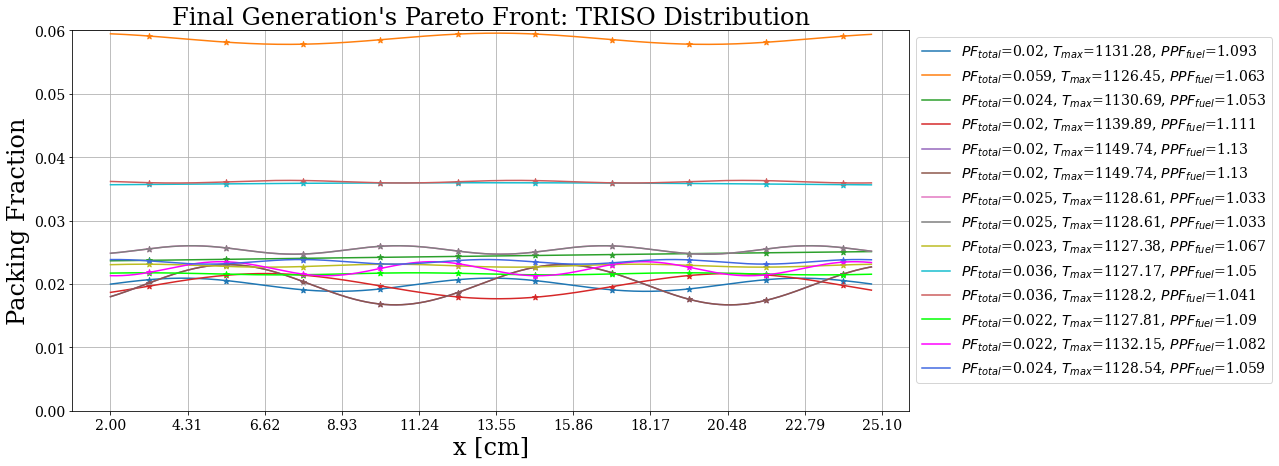 Final Generation's Pareto Front: TRISO Distribution
Packing Fraction
0.06
0.05
0.04
0.03
0.02
0.01
0.00
2.00 4.31 6.62 8.93 11.24 13.55 15.86 18.17 20.48 22.79 25.10
x [cm]
PF_total=0.02, T_max=1131.28, PPF_fuel=1.093
PF_total=0.059, T_max=1126.45, PPF_fuel=1.063
PF_total=0.024, T_max=1130.69, PPF_fuel=1.053
PF_total=0.02, T_max=1139.89, PPF_fuel=1.111
PF_total=0.02, T_max=1149.74, PPF_fuel=1.13
PF_total=0.02, T_max=1149.74, PPF_fuel=1.13
PF_total=0.025, T_max=1128.61, PPF_fuel=1.033
PF_total=0.025, T_max=1128.61, PPF_fuel=1.033
PF_total=0.023, T_max=1127.38, PPF_fuel=1.067
PF_total=0.036, T_max=1127.17, PPF_fuel=1.05
PF_total=0.036, T_max=1128.2, PPF_fuel=1.041
PF_total=0.022, T_max=1127.81, PPF_fuel=1.09
PF_total=0.022, T_max=1132.15, PPF_fuel=1.082
PF_total=0.024, T_max=1128.54, PPF_fuel=1.059